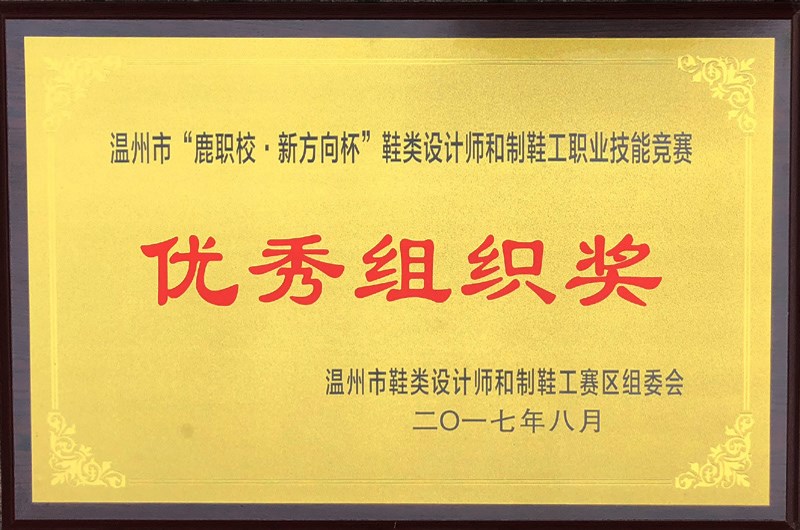 温州市“鹿职校·新方向杯”鞋类设计师和制鞋工职业技能竞赛
优秀组织奖
温州市鞋类设计师和制鞋工赛区组委会
二〇一七年八月